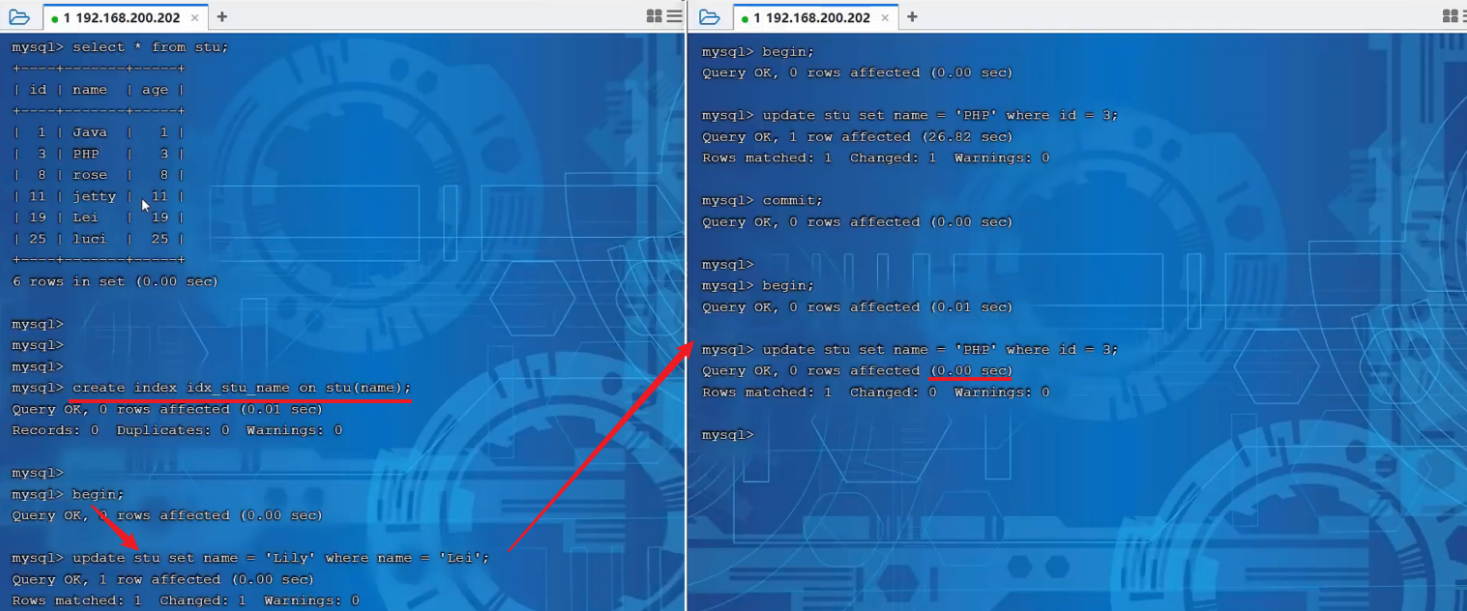 1 192.168.200.202 × +
mysql> select * from stu;
+----+-------+-----+
| id | name  | age |
+----+-------+-----+
|  1 | Java  |   1 |
|  3 | PHP   |   3 |
|  8 | rose  |   8 |
| 11 | jetty |  11 |
| 19 | Lei   |  19 |
| 25 | luci  |  25 |
+----+-------+-----+
6 rows in set (0.00 sec)
mysql>
mysql>
mysql>
mysql> create index idx_stu_name on stu(name);
Query OK, 0 rows affected (0.01 sec)
Records: 0  Duplicates: 0  Warnings: 0
mysql>
mysql> begin;
Query OK, 0 rows affected (0.00 sec)
mysql> update stu set name = 'Lily' where name = 'Lei';
Query OK, 1 row affected (0.00 sec)
Rows matched: 1  Changed: 1  Warnings: 0
1 192.168.200.202 × +
mysql> begin;
Query OK, 0 rows affected (0.00 sec)
mysql> update stu set name = 'PHP' where id = 3;
Query OK, 1 row affected (26.82 sec)
Rows matched: 1  Changed: 1  Warnings: 0
mysql> commit;
Query OK, 0 rows affected (0.00 sec)
mysql>
mysql> begin;
Query OK, 0 rows affected (0.01 sec)
mysql> update stu set name = 'PHP' where id = 3;
Query OK, 0 rows affected (0.00 sec)
Rows matched: 1  Changed: 0  Warnings: 0
mysql>